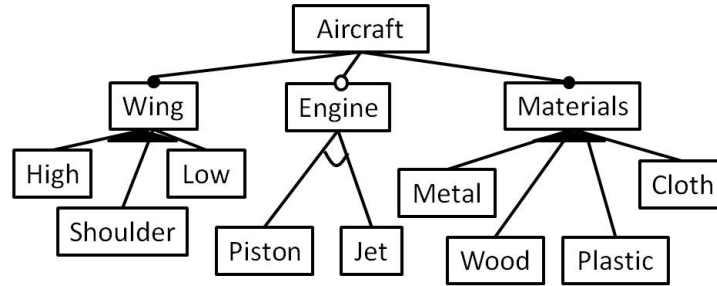 Aircraft
Wing
Engine
Materials
High
Low
Shoulder
Piston
Jet
Metal
Wood
Plastic
Cloth